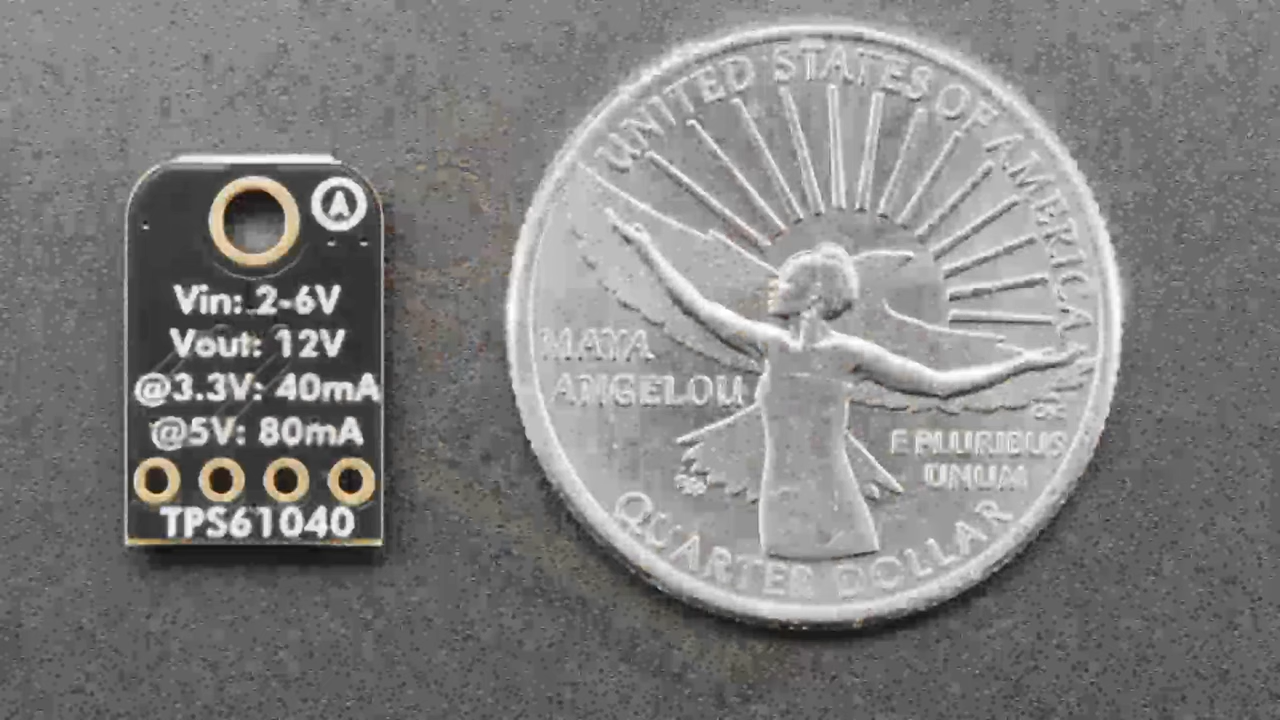 A
Vin: 2-6V
Vout: 12V
@3.3V: 40mA
@5V: 80mA
TPS61040
UNITED STATES OF AMERICA
MAYA
ANGELOU
E PLURIBUS
UNUM
QUARTER DOLLAR